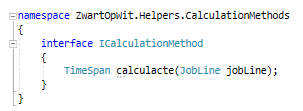 namespace ZwartOpWit.Helpers.CalculationMethods
{
interface ICalculationMethod
{
TimeSpan calculacte(JobLine jobLine);
}
}